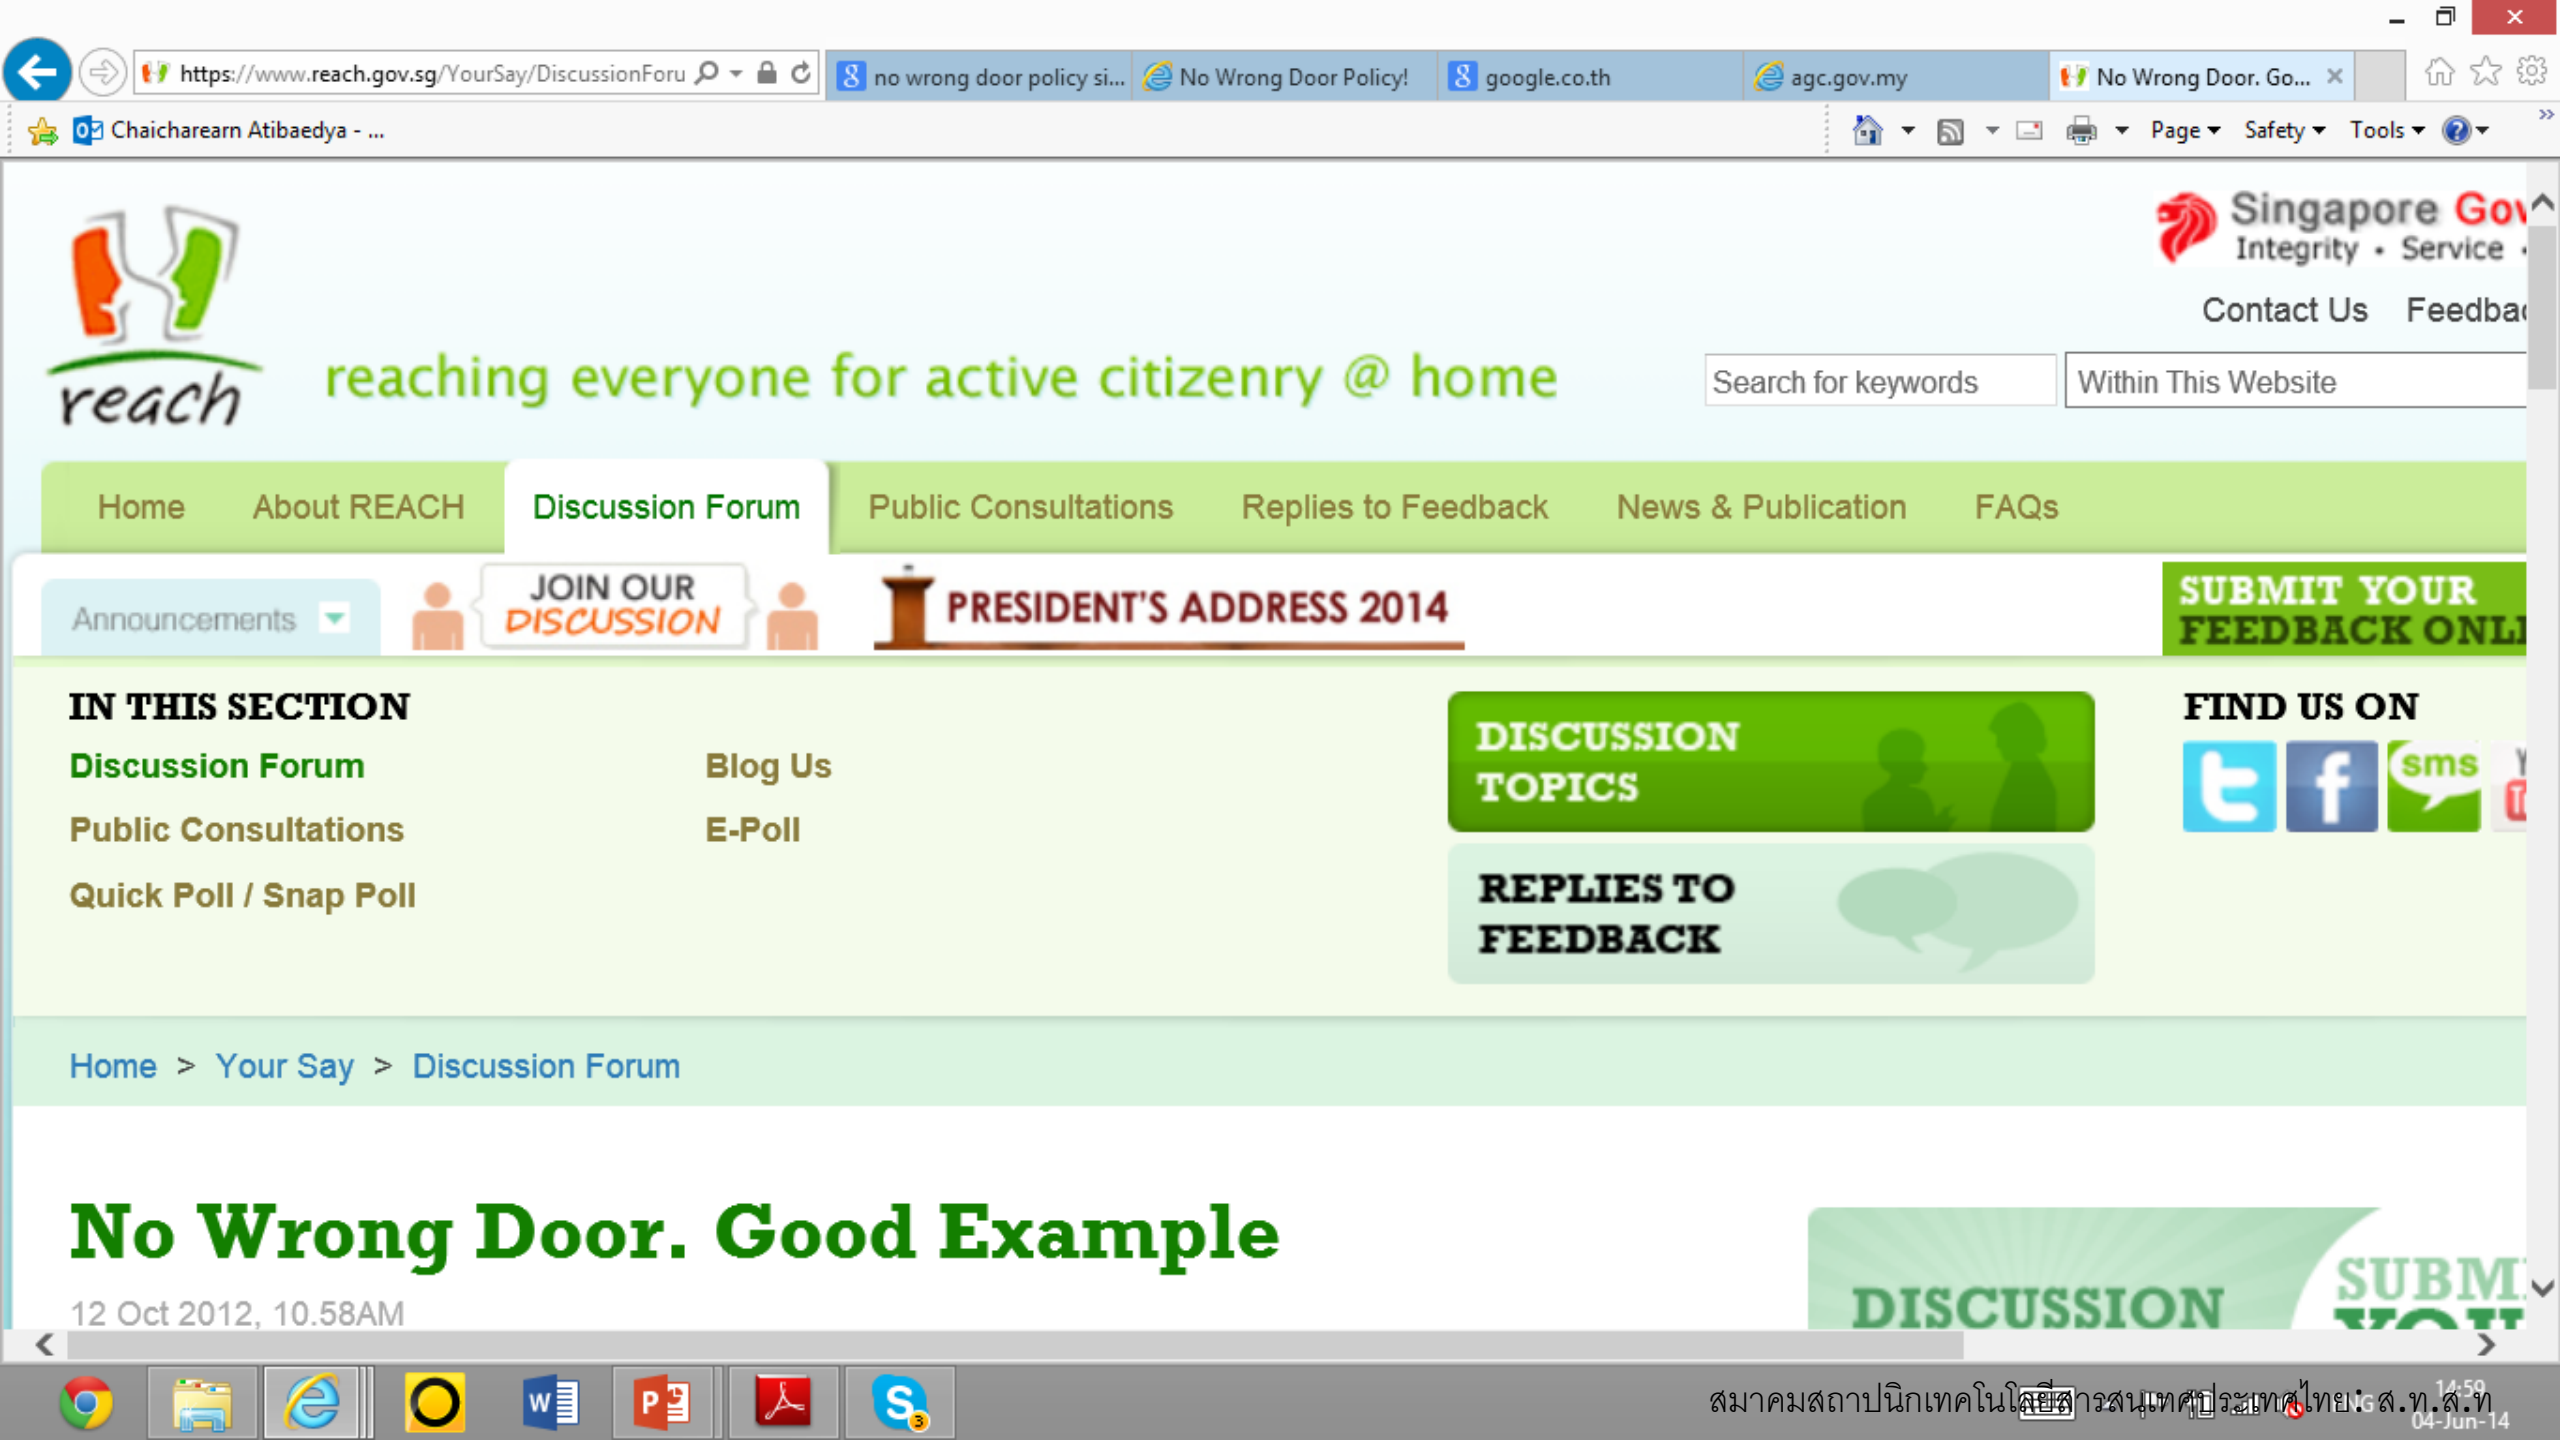 https://www.reach.gov.sg/YourSay/DiscussionForu
no wrong door policy si...
No Wrong Door Policy!
google.co.th
agc.gov.my
No Wrong Door. Go...
Chaicharearn Atibaedya - ...
Page
Safety
Tools
reach
reaching everyone for active citizenry @ home
Singapore Gov
Integrity • Service •
Contact Us
Feedbac
Search for keywords
Within This Website
Home
About REACH
Discussion Forum
Public Consultations
Replies to Feedback
News & Publication
FAQs
Announcements
JOIN OUR
DISCUSSION
PRESIDENT'S ADDRESS 2014
SUBMIT YOUR
FEEDBACK ONLI
IN THIS SECTION
Discussion Forum
Blog Us
Public Consultations
E-Poll
Quick Poll / Snap Poll
DISCUSSION
TOPICS
REPLIES TO
FEEDBACK
FIND US ON
sms
Home > Your Say > Discussion Forum
No Wrong Door. Good Example
12 Oct 2012, 10.58AM
DISCUSSION
SUBM
YOU
สมาคมสถาปนิกเทคโนโลยีสารสนเทศประเทศไทย: ส.ท.ส.ท
14:59
04-Jun-14